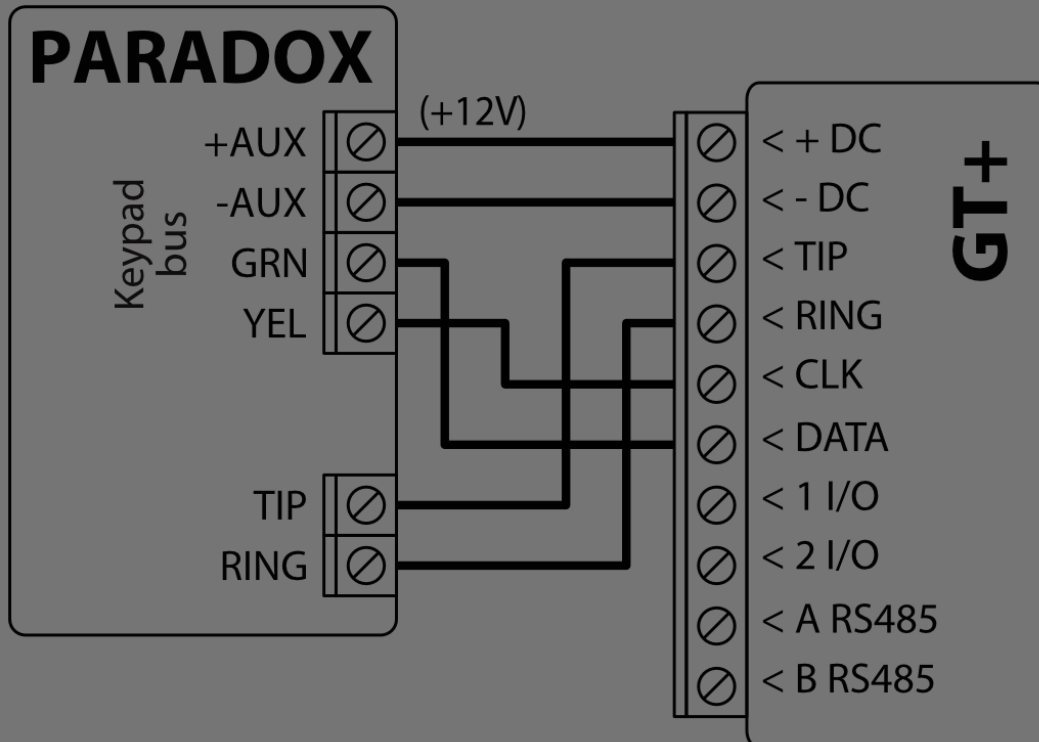 PARADOX
(+12V)
+AUX
-AUX
GRN
YEL
Keypad
bus
TIP
RING
GT+
< + DC
< - DC
< TIP
< RING
< CLK
< DATA
< 1 I/O
< 2 I/O
< A RS485
< B RS485